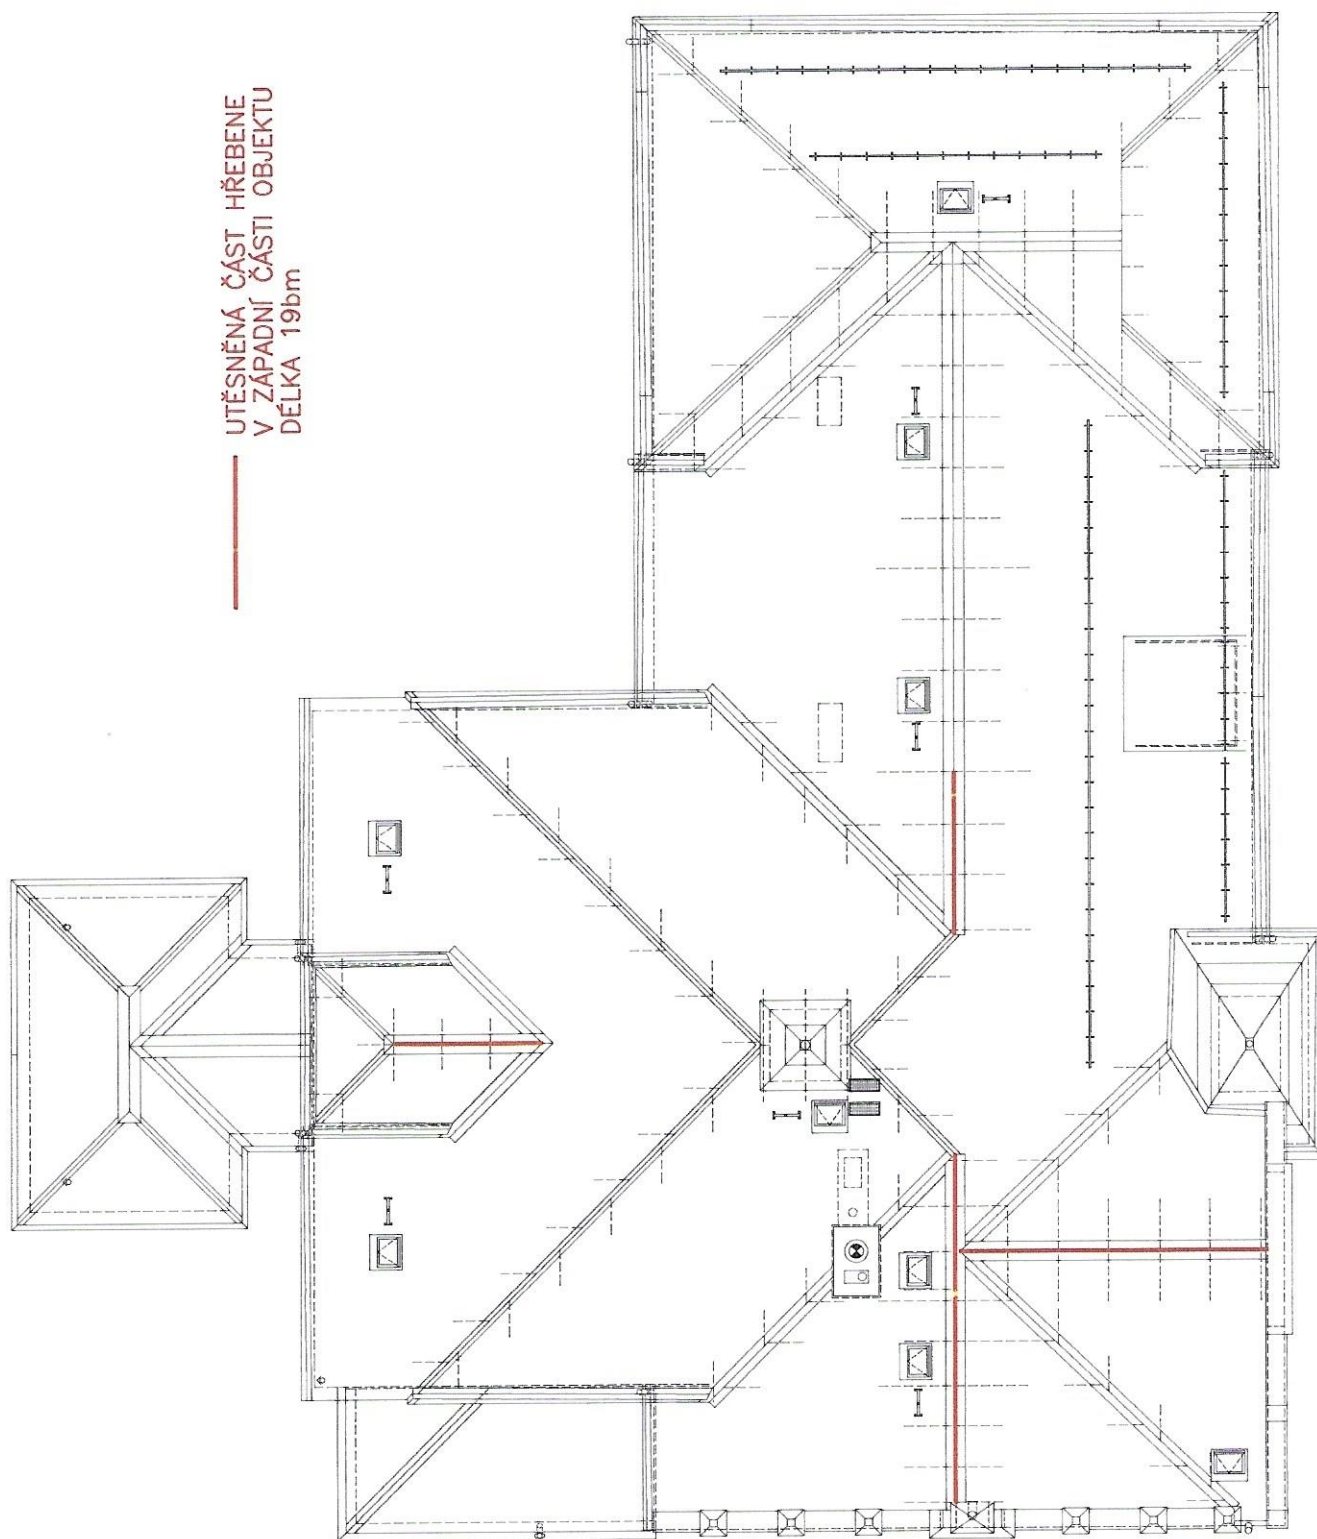 UTĚSNĚNÁ ČÁST HŘEBENE
V ZÁPADNÍ ČÁSTI OBJEKTU
DÉLKA 19bm